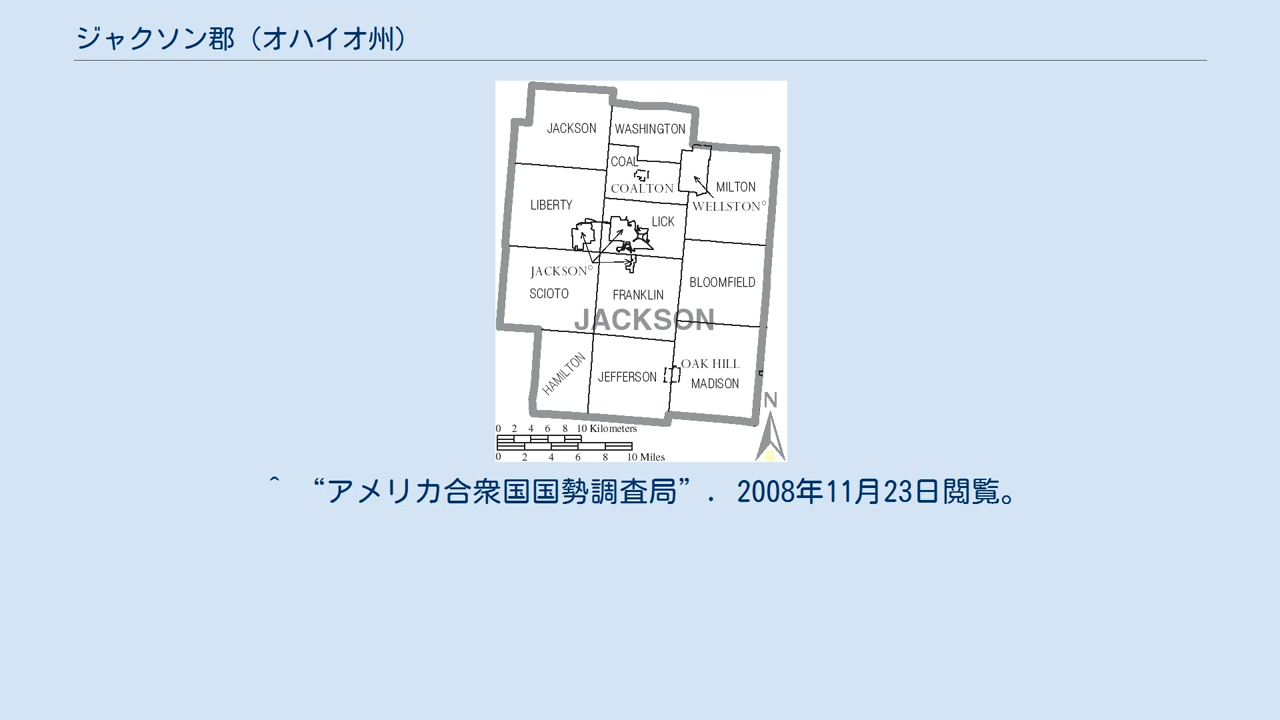 ジャクソン郡（オハイオ州）
JACKSON
WASHINGTON
COAL
COALTON
MILTON
WELLSTON°
LIBERTY
LICK
JACKSON°
SCIOTO
FRANKLIN
BLOOMFIELD
JACKSON
HAMILTON
JEFFERSON
OAK HILL
MADISON
N
0 2 4 6 8 10 Kilometers
0 2 4 6 8 10 Miles
^ “アメリカ合衆国国勢調査局”. 2008年11月23日閲覧。